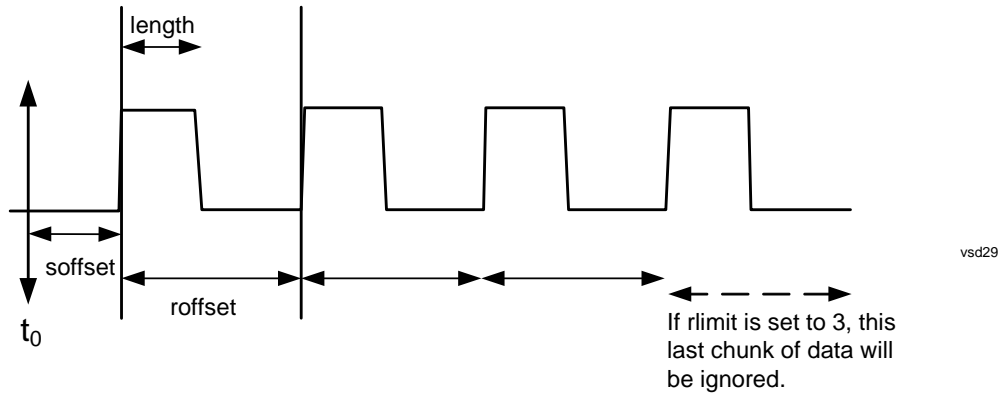 length
soffset
roffset
t₀
vsd29
If rlimit is set to 3, this
last chunk of data will
be ignored.